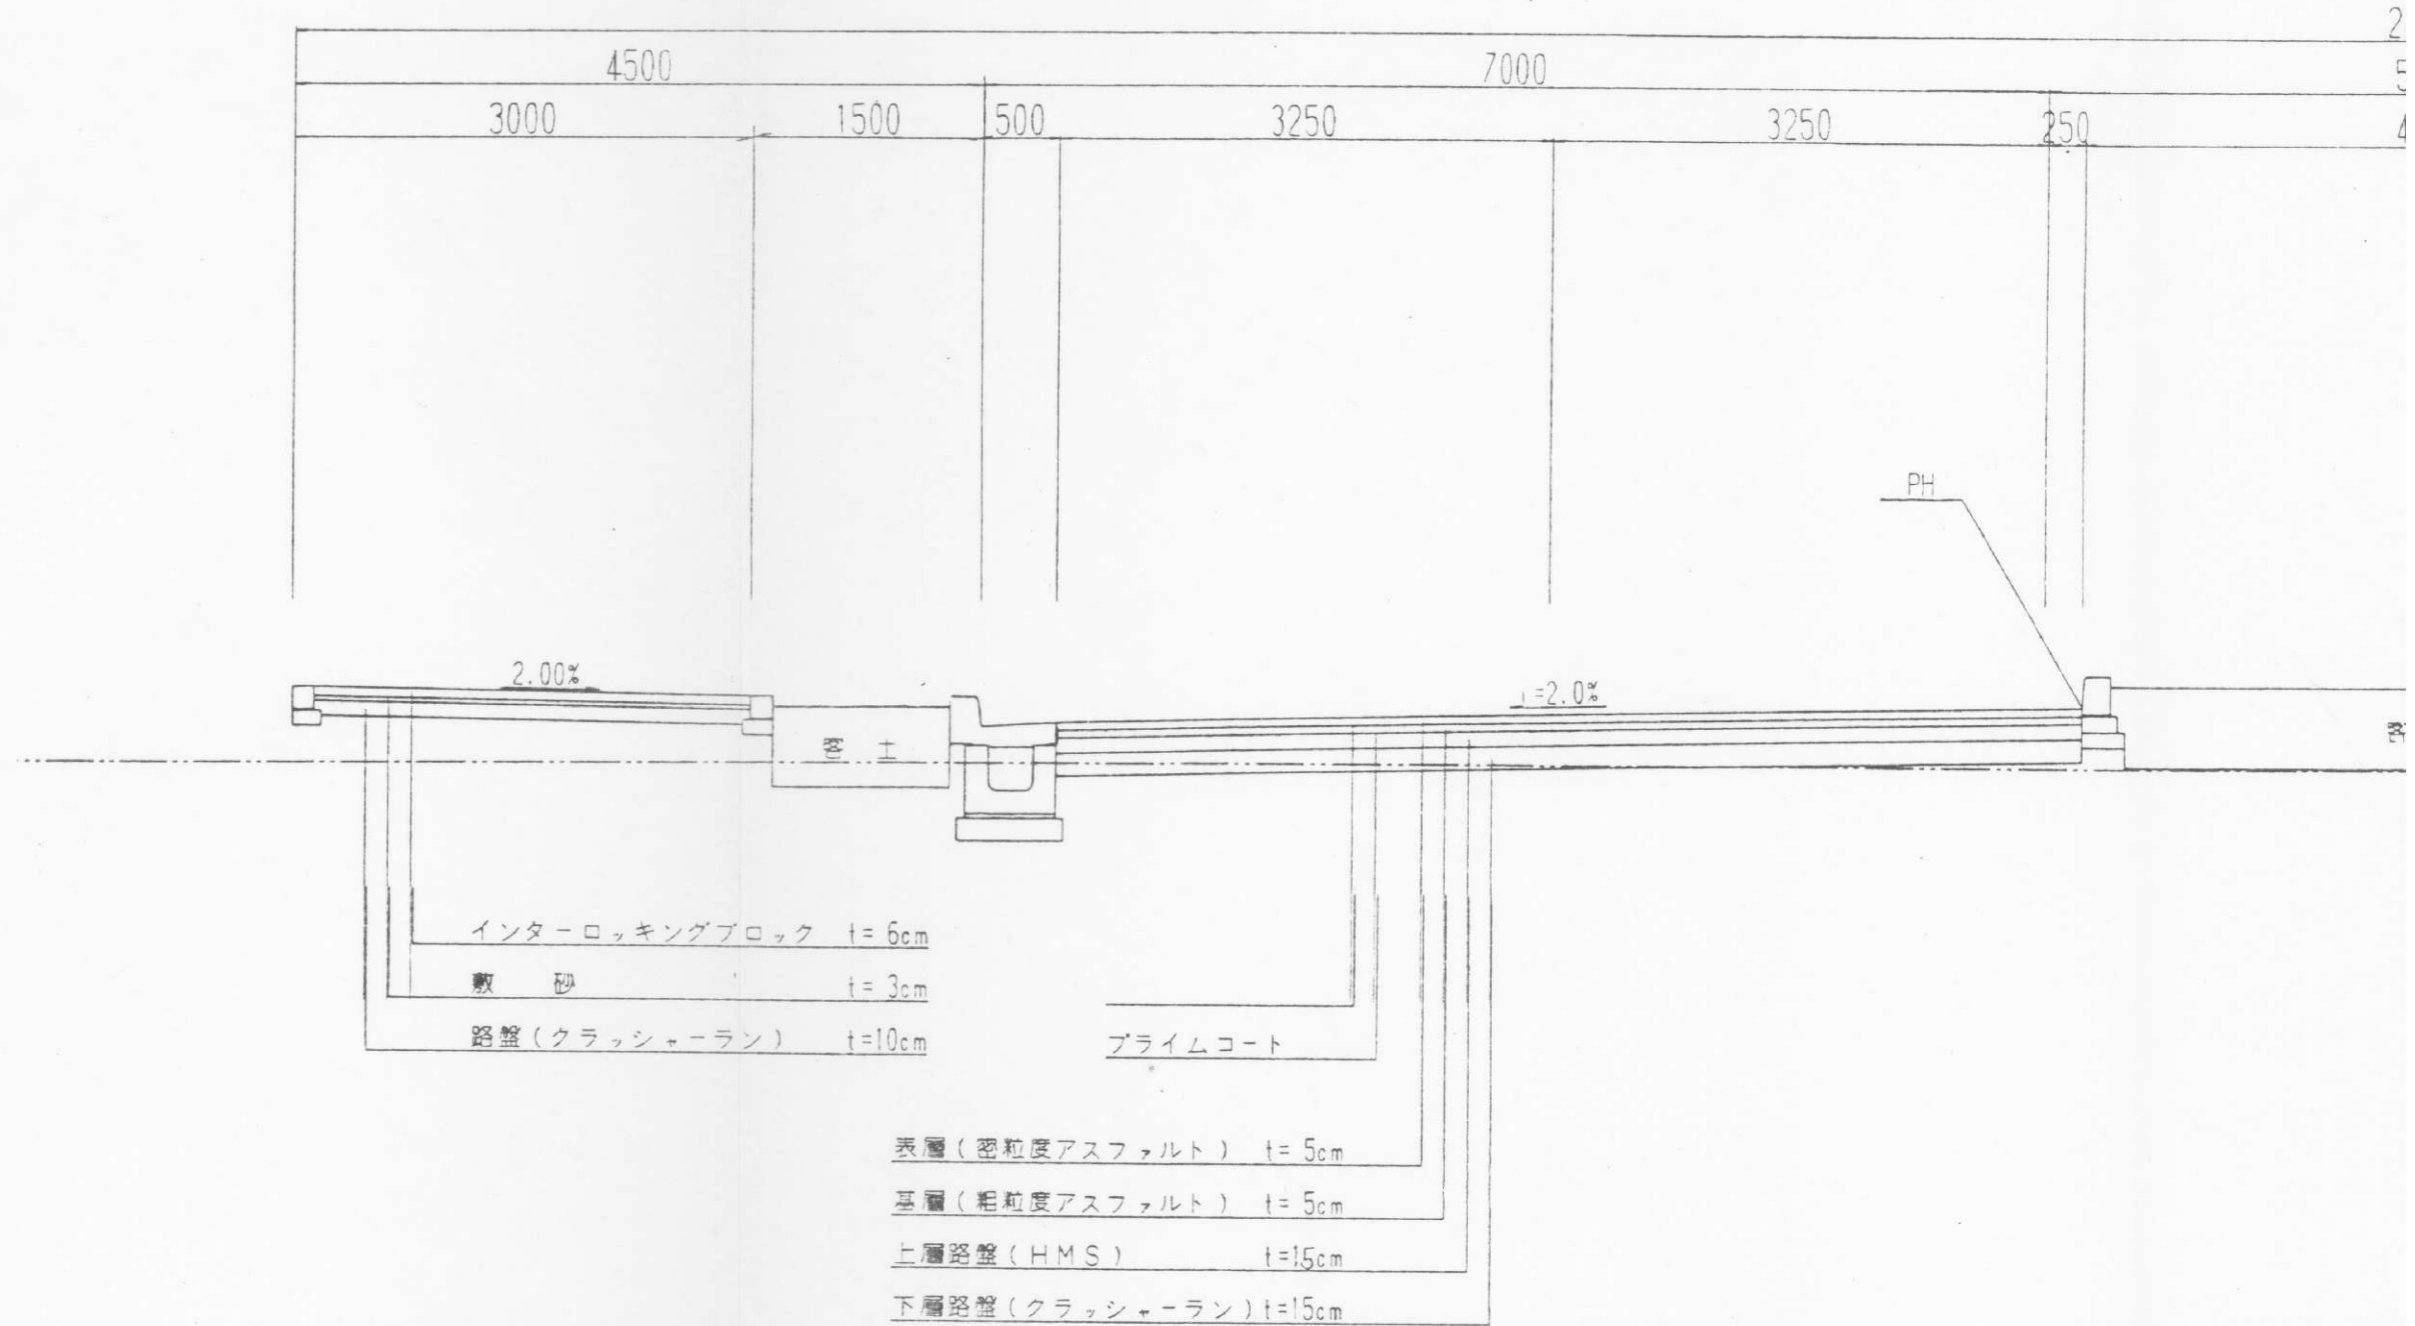 4500 7000
3000 1500 500 3250 3250 250
PH
2.00%
i=2.0%
客 土
インターロッキングブロック t= 6cm
敷 砂 t= 3cm
路盤(クラッシャーラン) t=10cm
プライムコート
表層(密粒度アスファルト) t= 5cm
基層(粗粒度アスファルト) t= 5cm
上層路盤(HMS) t=15cm
下層路盤(クラッシャーラン) t=15cm